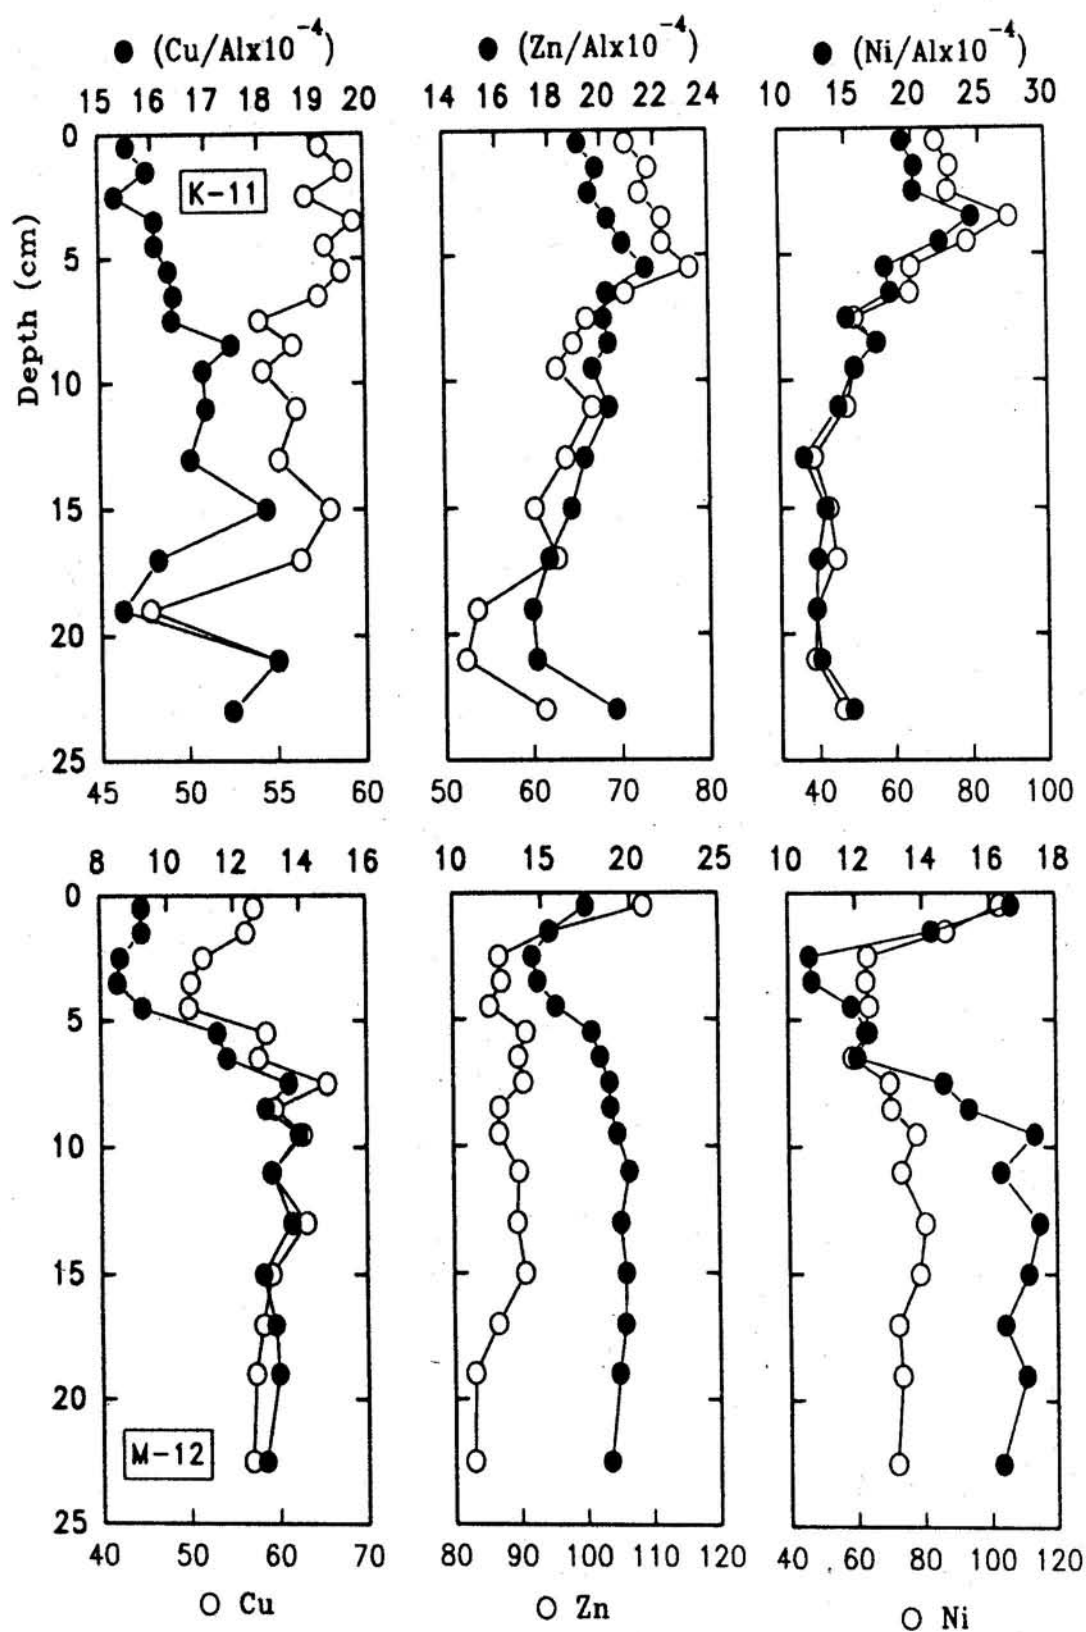 ● (Cu/Alx10-4) ● (Zn/Alx10-4) ● (Ni/Alx10-4)
15 16 17 18 19 20 14 16 18 20 22 24 10 15 20 25 30
0
K-11
5
Depth (cm)
10
15
20
25
45 50 55 60 50 60 70 80 40 60 80 100
8 10 12 14 16 10 15 20 25 10 12 14 16 18
0
5
10
15
20
M-12
25
40 50 60 70 80 90 100 110 120 40 60 80 100 120
○ Cu ○ Zn ○ Ni